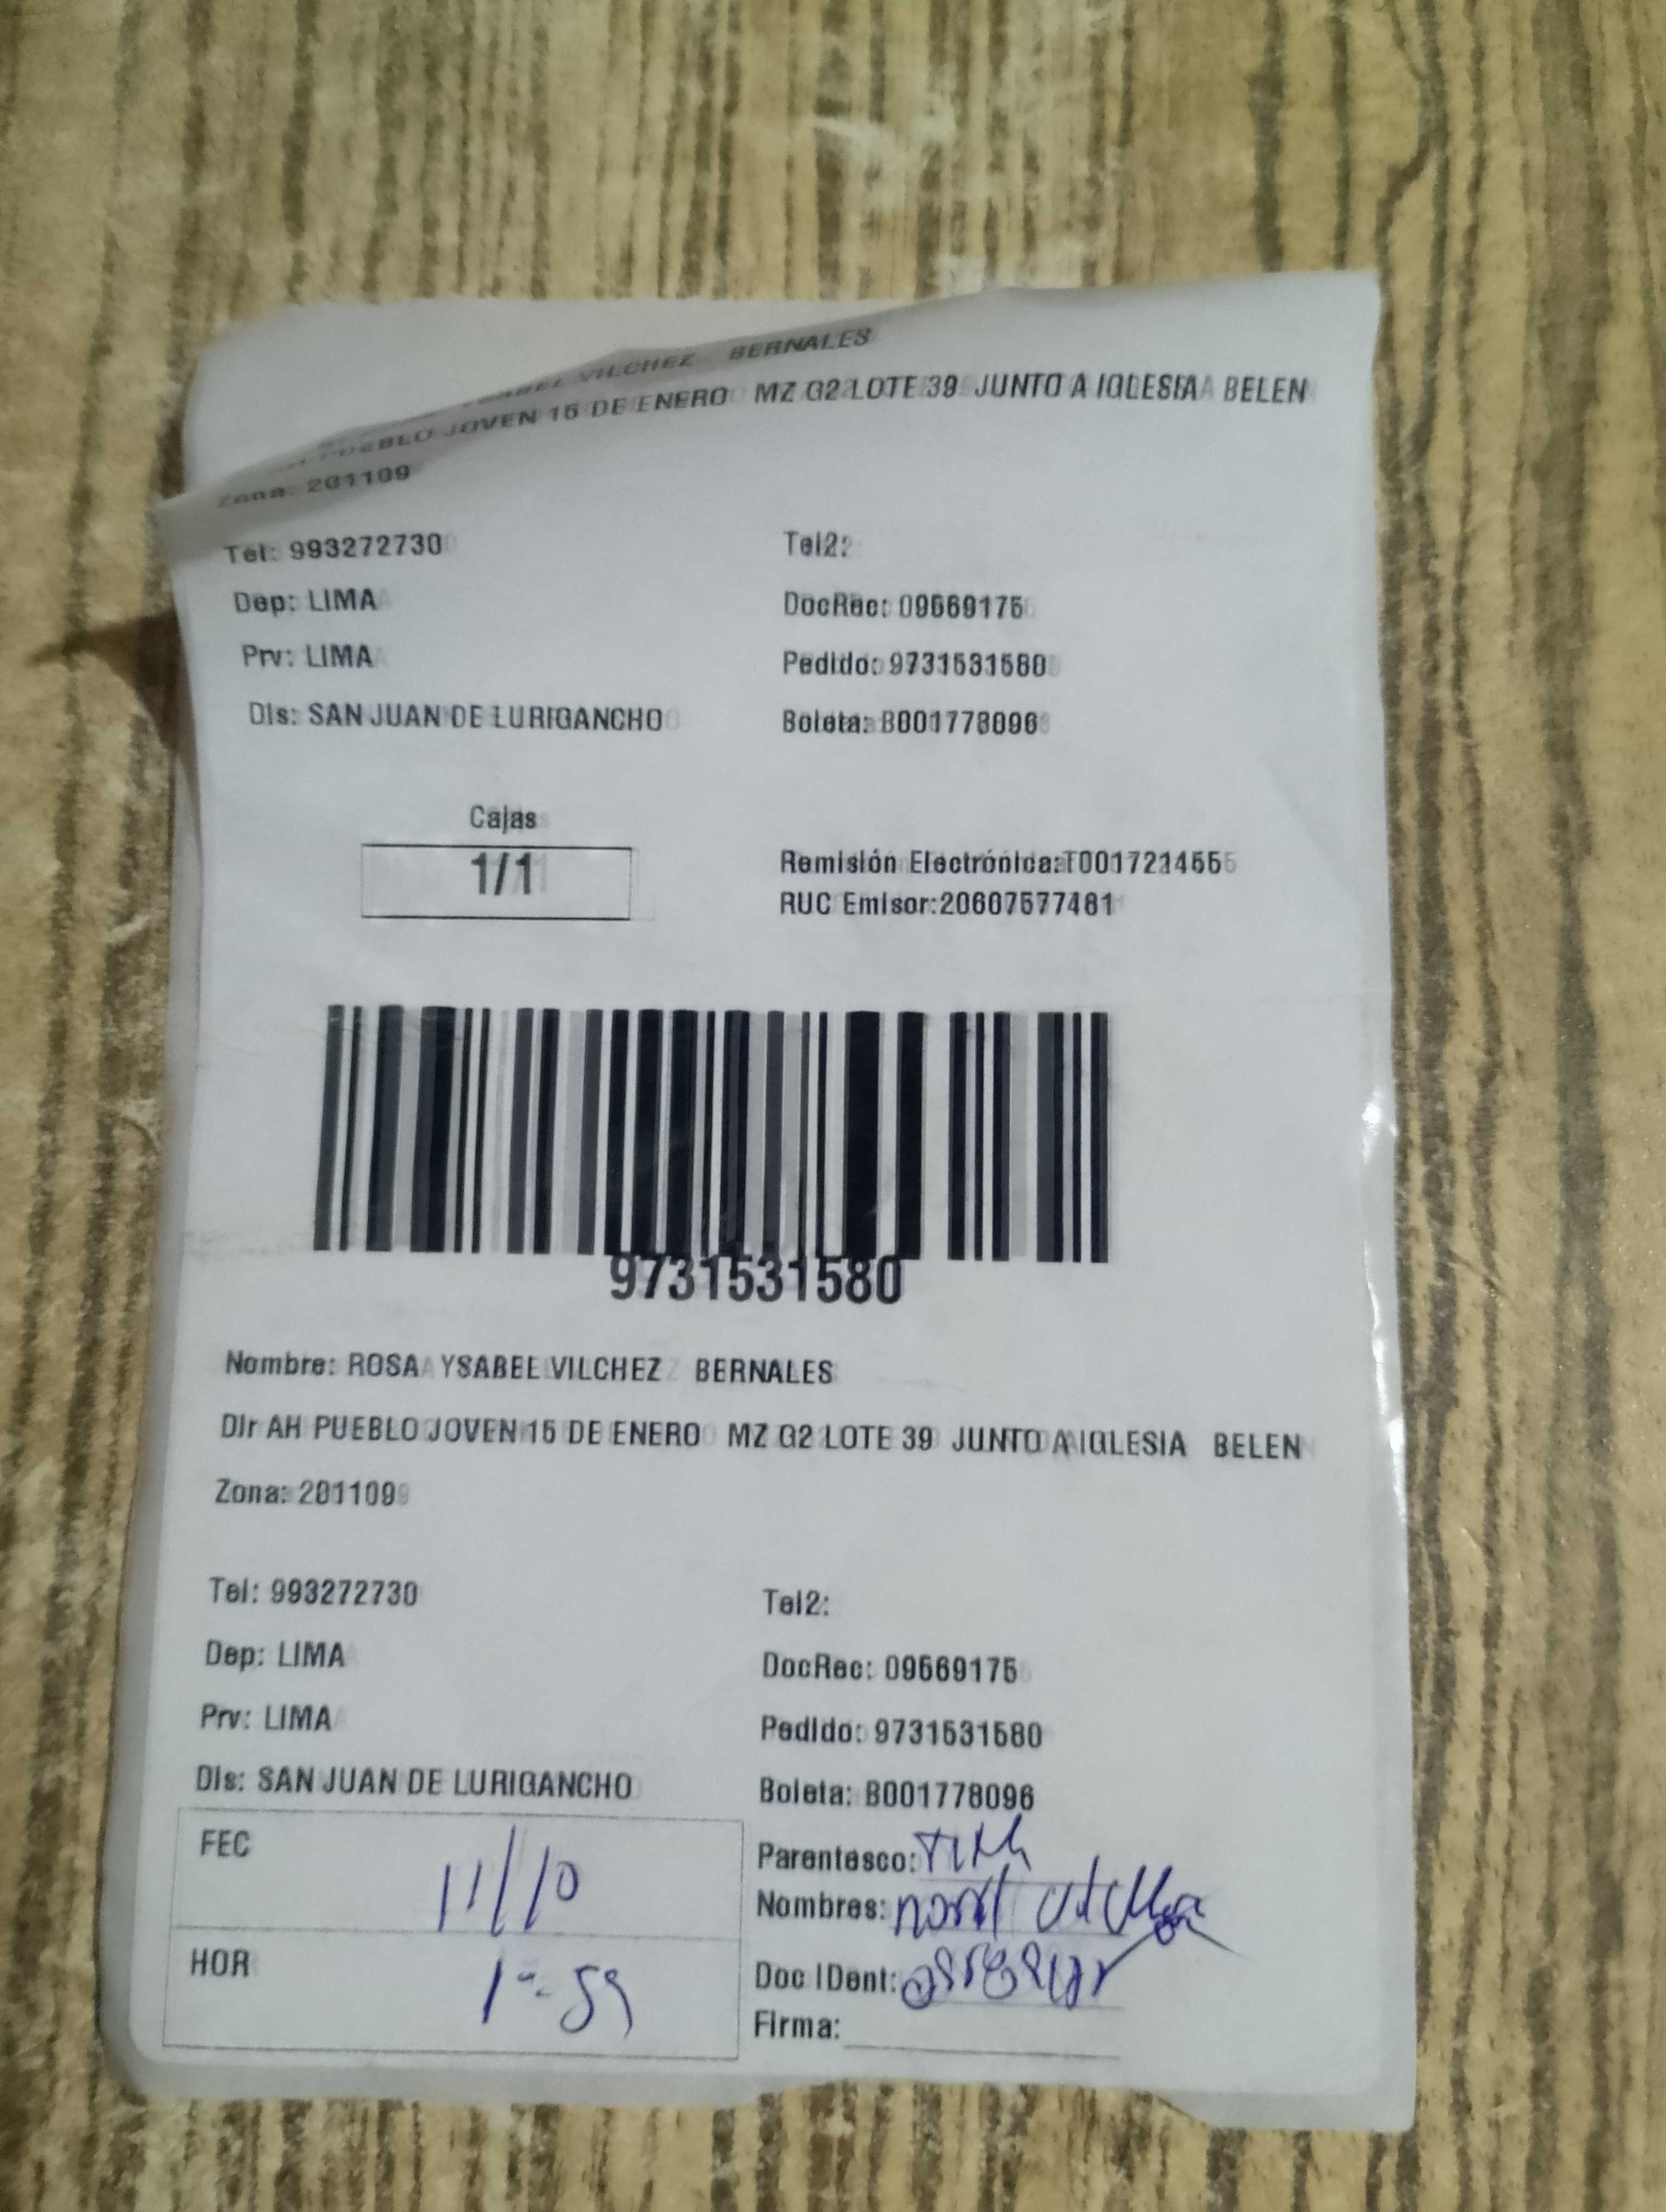 VILCHEZ BERNALES
PUEBLO JOVEN 15 DE ENERO MZ G2 LOTE 39 JUNTO A IGLESIA BELEN
Zona: 201109
Tel: 993272730 Tel2:
Dep: LIMA DocRec: 09569175
Prv: LIMA Pedido: 9731531580
Dis: SAN JUAN DE LURIGANCHO Boleta: B001778096
Cajas
1/1
Remisión Electrónica:T001721455
RUC Emisor:20607577481
9731531580
Nombre: ROSA YSABEL VILCHEZ BERNALES
Dir AH PUEBLO JOVEN 15 DE ENERO MZ G2 LOTE 39 JUNTO A IGLESIA BELEN
Zona: 201109
Tel: 993272730 Tel2:
Dep: LIMA DocRec: 09569175
Prv: LIMA Pedido: 9731531580
Dis: SAN JUAN DE LURIGANCHO Boleta: B001778096
FEC 11/10
Parentesco:
Nombres:
HOR
Doc IDent:
Firma: